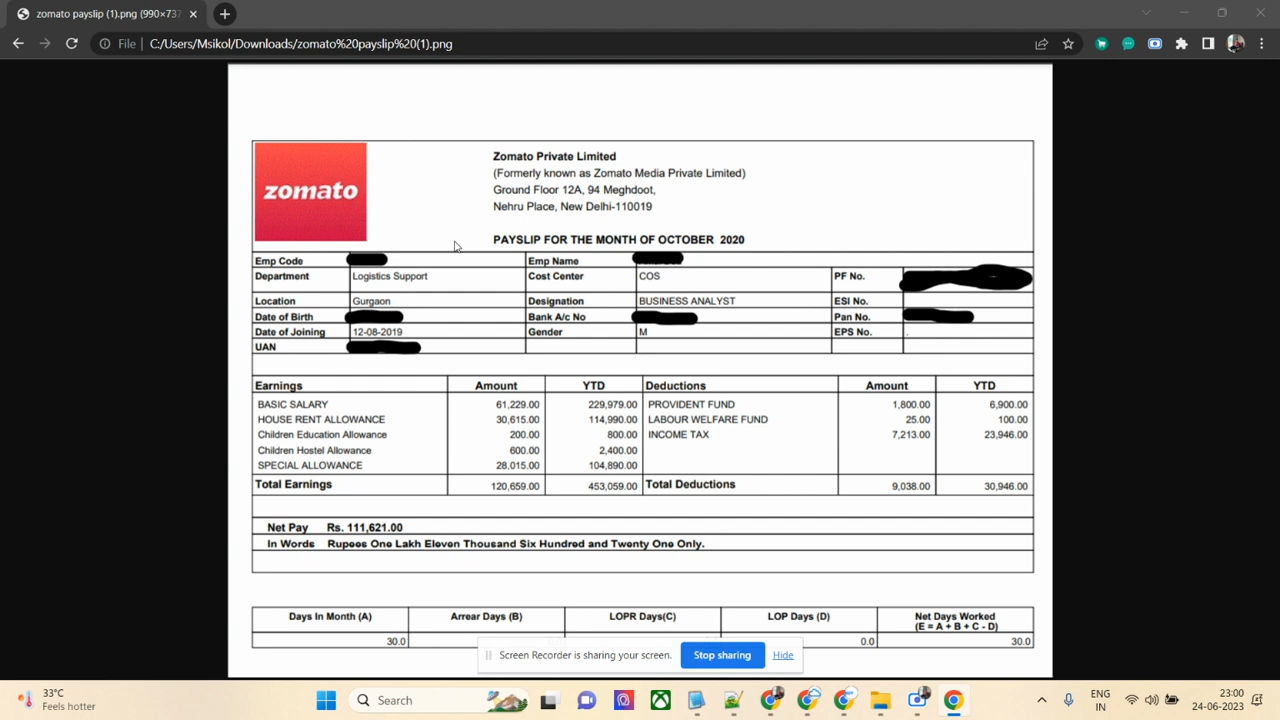 zomato payslip (1).png (990×737
File C:/Users/Msikol/Downloads/zomato%20payslip%20(1).png
zomato
Zomato Private Limited
(Formerly known as Zomato Media Private Limited)
Ground Floor 12A, 94 Meghdoot,
Nehru Place, New Delhi-110019
PAYSLIP FOR THE MONTH OF OCTOBER 2020
Emp Code Emp Name
Department Logistics Support Cost Center COS PF No.
Location Gurgaon Designation BUSINESS ANALYST ESI No.
Date of Birth Bank A/c No Pan No.
Date of Joining 12-08-2019 Gender M EPS No. .
UAN
Earnings Amount YTD Deductions Amount YTD
BASIC SALARY 61,229.00 229,979.00 PROVIDENT FUND 1,800.00 6,900.00
HOUSE RENT ALLOWANCE 30,615.00 114,990.00 LABOUR WELFARE FUND 25.00 100.00
Children Education Allowance 200.00 800.00 INCOME TAX 7,213.00 23,946.00
Children Hostel Allowance 600.00 2,400.00
SPECIAL ALLOWANCE 28,015.00 104,890.00
Total Earnings 120,659.00 453,059.00 Total Deductions 9,038.00 30,946.00
Net Pay Rs. 111,621.00
In Words Rupees One Lakh Eleven Thousand Six Hundred and Twenty One Only.
Days In Month (A) Arrear Days (B) LOPR Days(C) LOP Days (D) Net Days Worked
(E = A + B + C - D)
30.0 0.0 30.0
Screen Recorder is sharing your screen. Stop sharing Hide
33°C
Feels hotter
Search
ENG
IN
23:00
24-06-2023